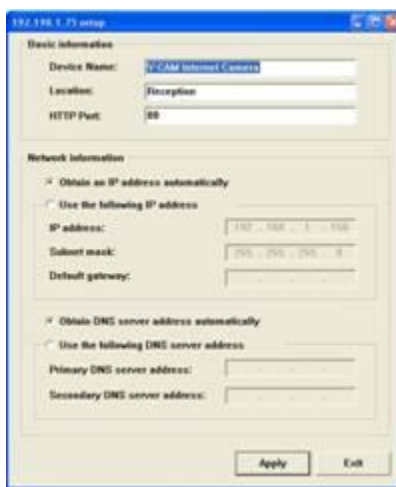 192.198.1.75 setup
Basic information
Device Name: V-CAM Internet Camera
Location: Reception
HTTP Port: 80
Network information
Obtain an IP address automatically
Use the following IP address
IP address: 192 . 168 . 1 . 150
Subnet mask: 255 . 255 . 255 . 0
Default gateway:
Obtain DNS server address automatically
Use the following DNS server address
Primary DNS server address:
Secondary DNS server address:
Apply Exit